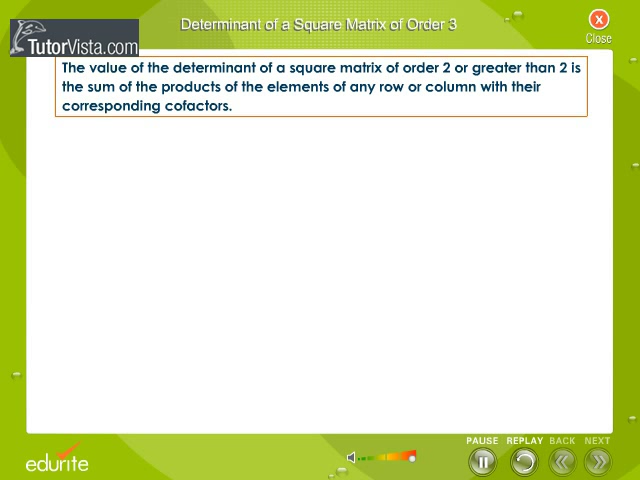 Determinant of a Square Matrix of Order 3
Close
TutorVista.com
The value of the determinant of a square matrix of order 2 or greater than 2 is
the sum of the products of the elements of any row or column with their
corresponding cofactors.
PAUSE REPLAY BACK NEXT
edurite